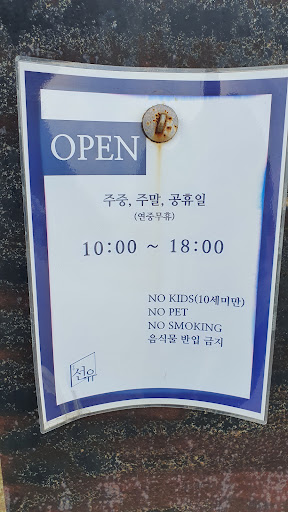 OPEN
주중, 주말, 공휴일
(연중무휴)
10:00 ~ 18:00
NO KIDS(10세미만)
NO PET
NO SMOKING
음식물 반입 금지
선유